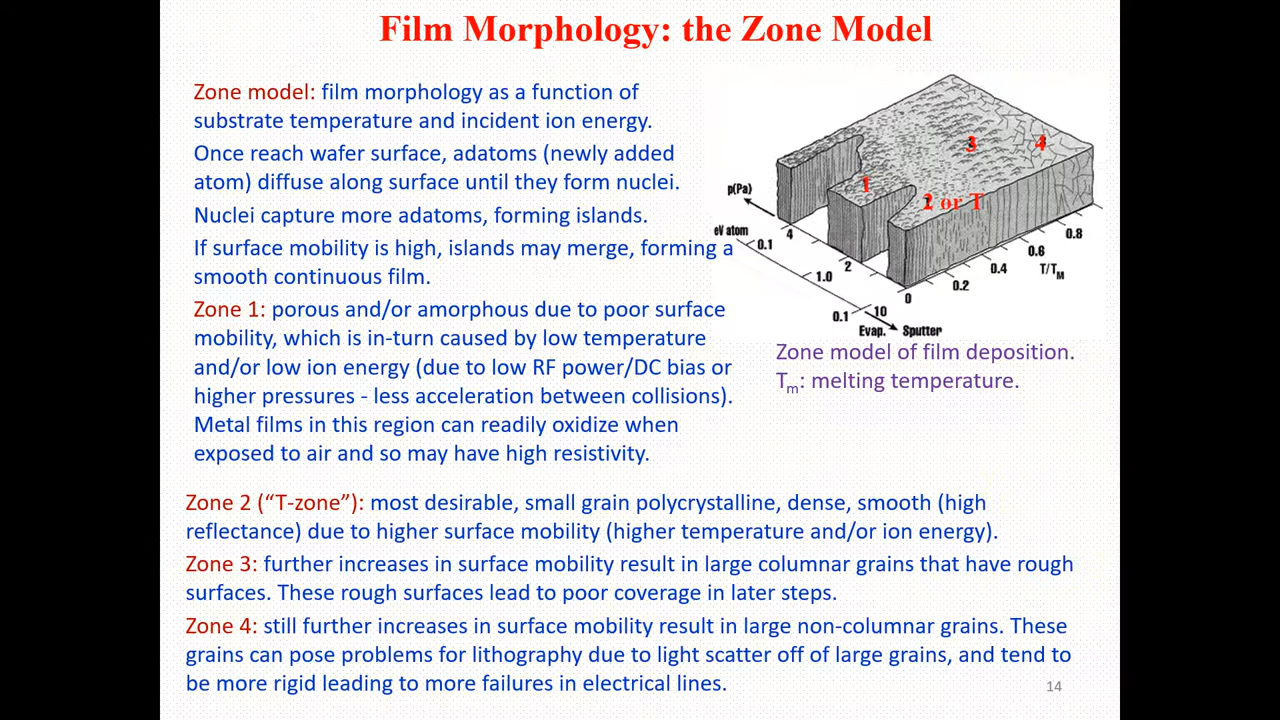 Film Morphology: the Zone Model
Zone model: film morphology as a function of
substrate temperature and incident ion energy.
Once reach wafer surface, adatoms (newly added
atom) diffuse along surface until they form nuclei.
Nuclei capture more adatoms, forming islands.
If surface mobility is high, islands may merge, forming a
smooth continuous film.
Zone 1: porous and/or amorphous due to poor surface
mobility, which is in-turn caused by low temperature
and/or low ion energy (due to low RF power/DC bias or
higher pressures - less acceleration between collisions).
Metal films in this region can readily oxidize when
exposed to air and so may have high resistivity.
3
4
1
2 or T
p(Pa)
eV atom
0.1
4
1.0
2
0.1
10
0
0.2
0.4
0.6
0.8
T/TM
Evap.
Sputter
Zone model of film deposition.
Tm: melting temperature.
Zone 2 (“T-zone”): most desirable, small grain polycrystalline, dense, smooth (high
reflectance) due to higher surface mobility (higher temperature and/or ion energy).
Zone 3: further increases in surface mobility result in large columnar grains that have rough
surfaces. These rough surfaces lead to poor coverage in later steps.
Zone 4: still further increases in surface mobility result in large non-columnar grains. These
grains can pose problems for lithography due to light scatter off of large grains, and tend to
be more rigid leading to more failures in electrical lines.
14